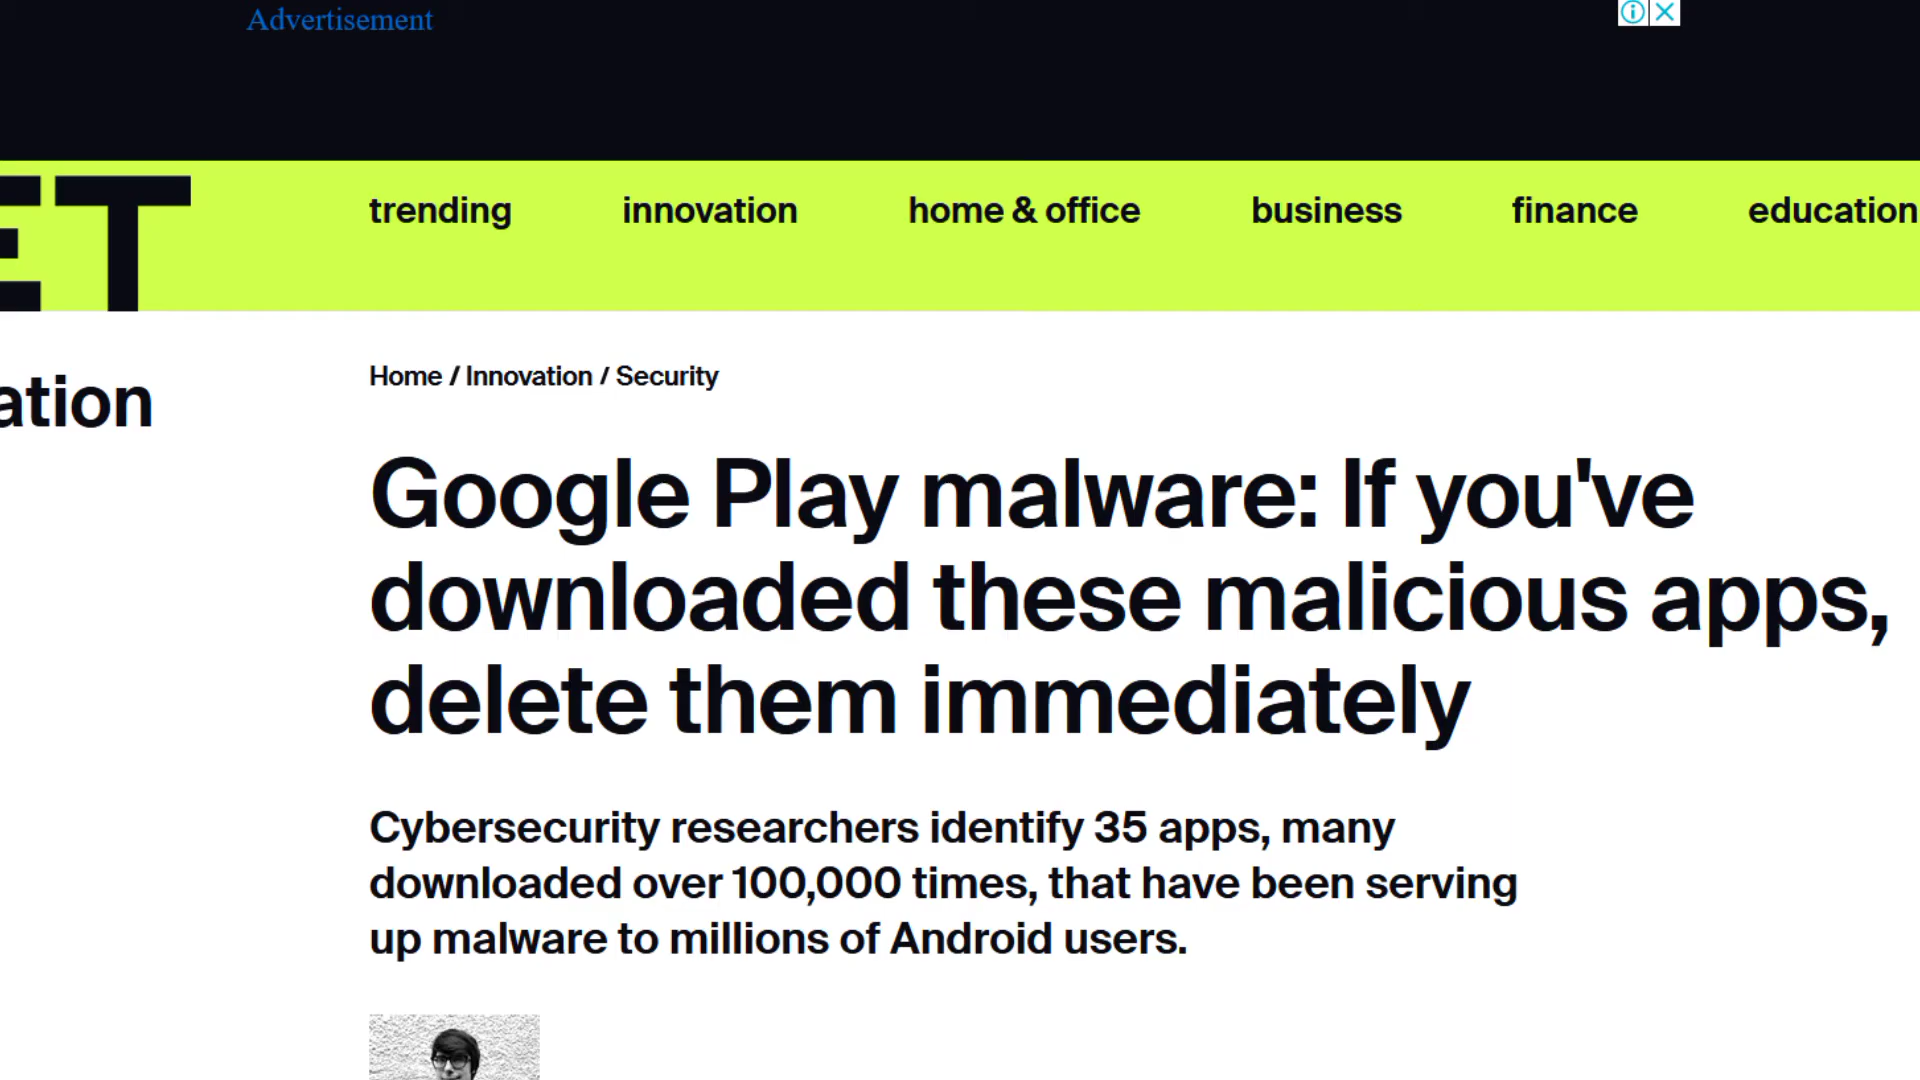 Advertisement
ET
trending innovation home & office business finance education
ation
Home / Innovation / Security
Google Play malware: If you've
downloaded these malicious apps,
delete them immediately
Cybersecurity researchers identify 35 apps, many
downloaded over 100,000 times, that have been serving
up malware to millions of Android users.